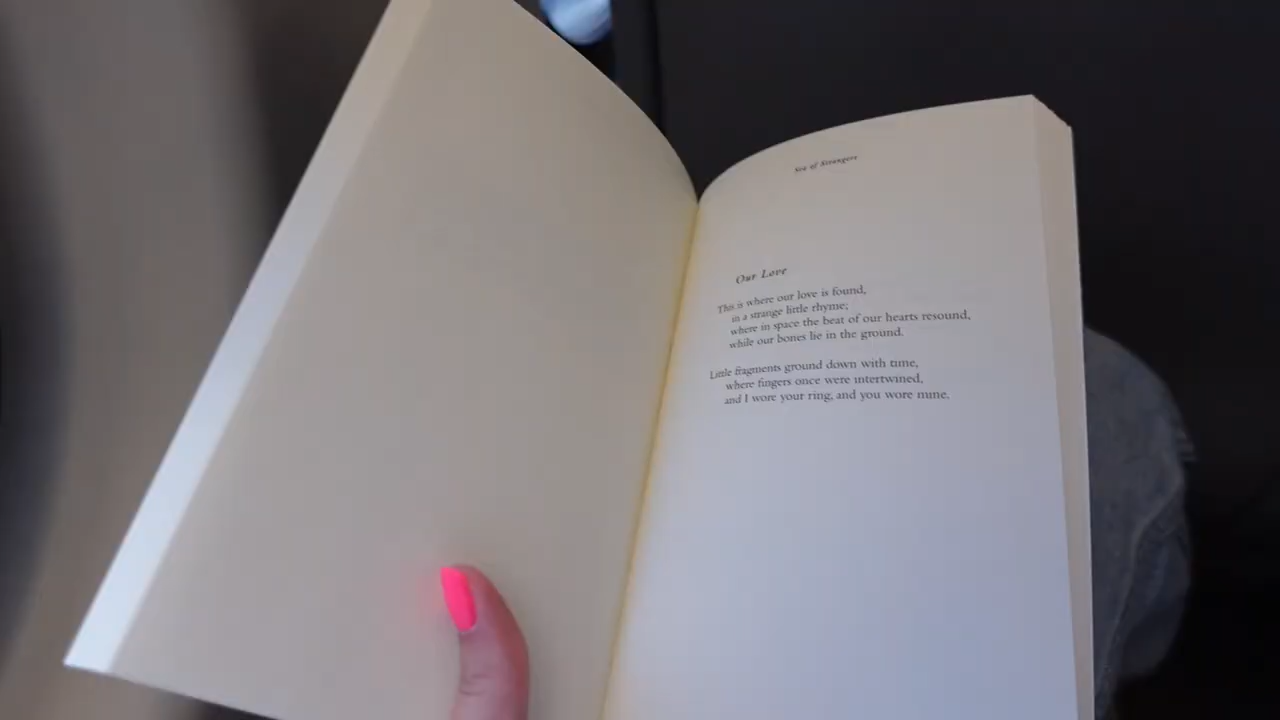 Sea of Strangers
Our Love
This is where our love is found,
in a strange little rhyme;
where in space the beat of our hearts resound,
while our bones lie in the ground.
Little fragments ground down with time,
where fingers once were intertwined,
and I wore your ring, and you wore mine.